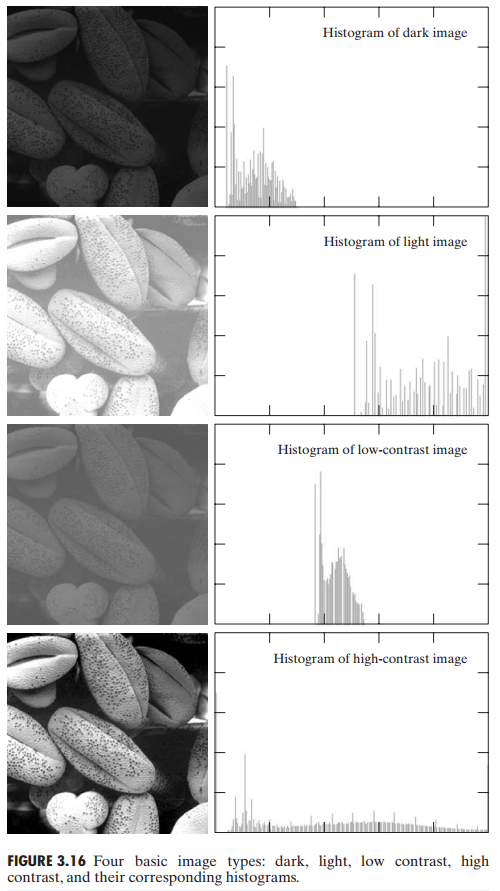 Histogram of dark image
Histogram of light image
Histogram of low-contrast image
Histogram of high-contrast image
FIGURE 3.16 Four basic image types: dark, light, low contrast, high
contrast, and their corresponding histograms.